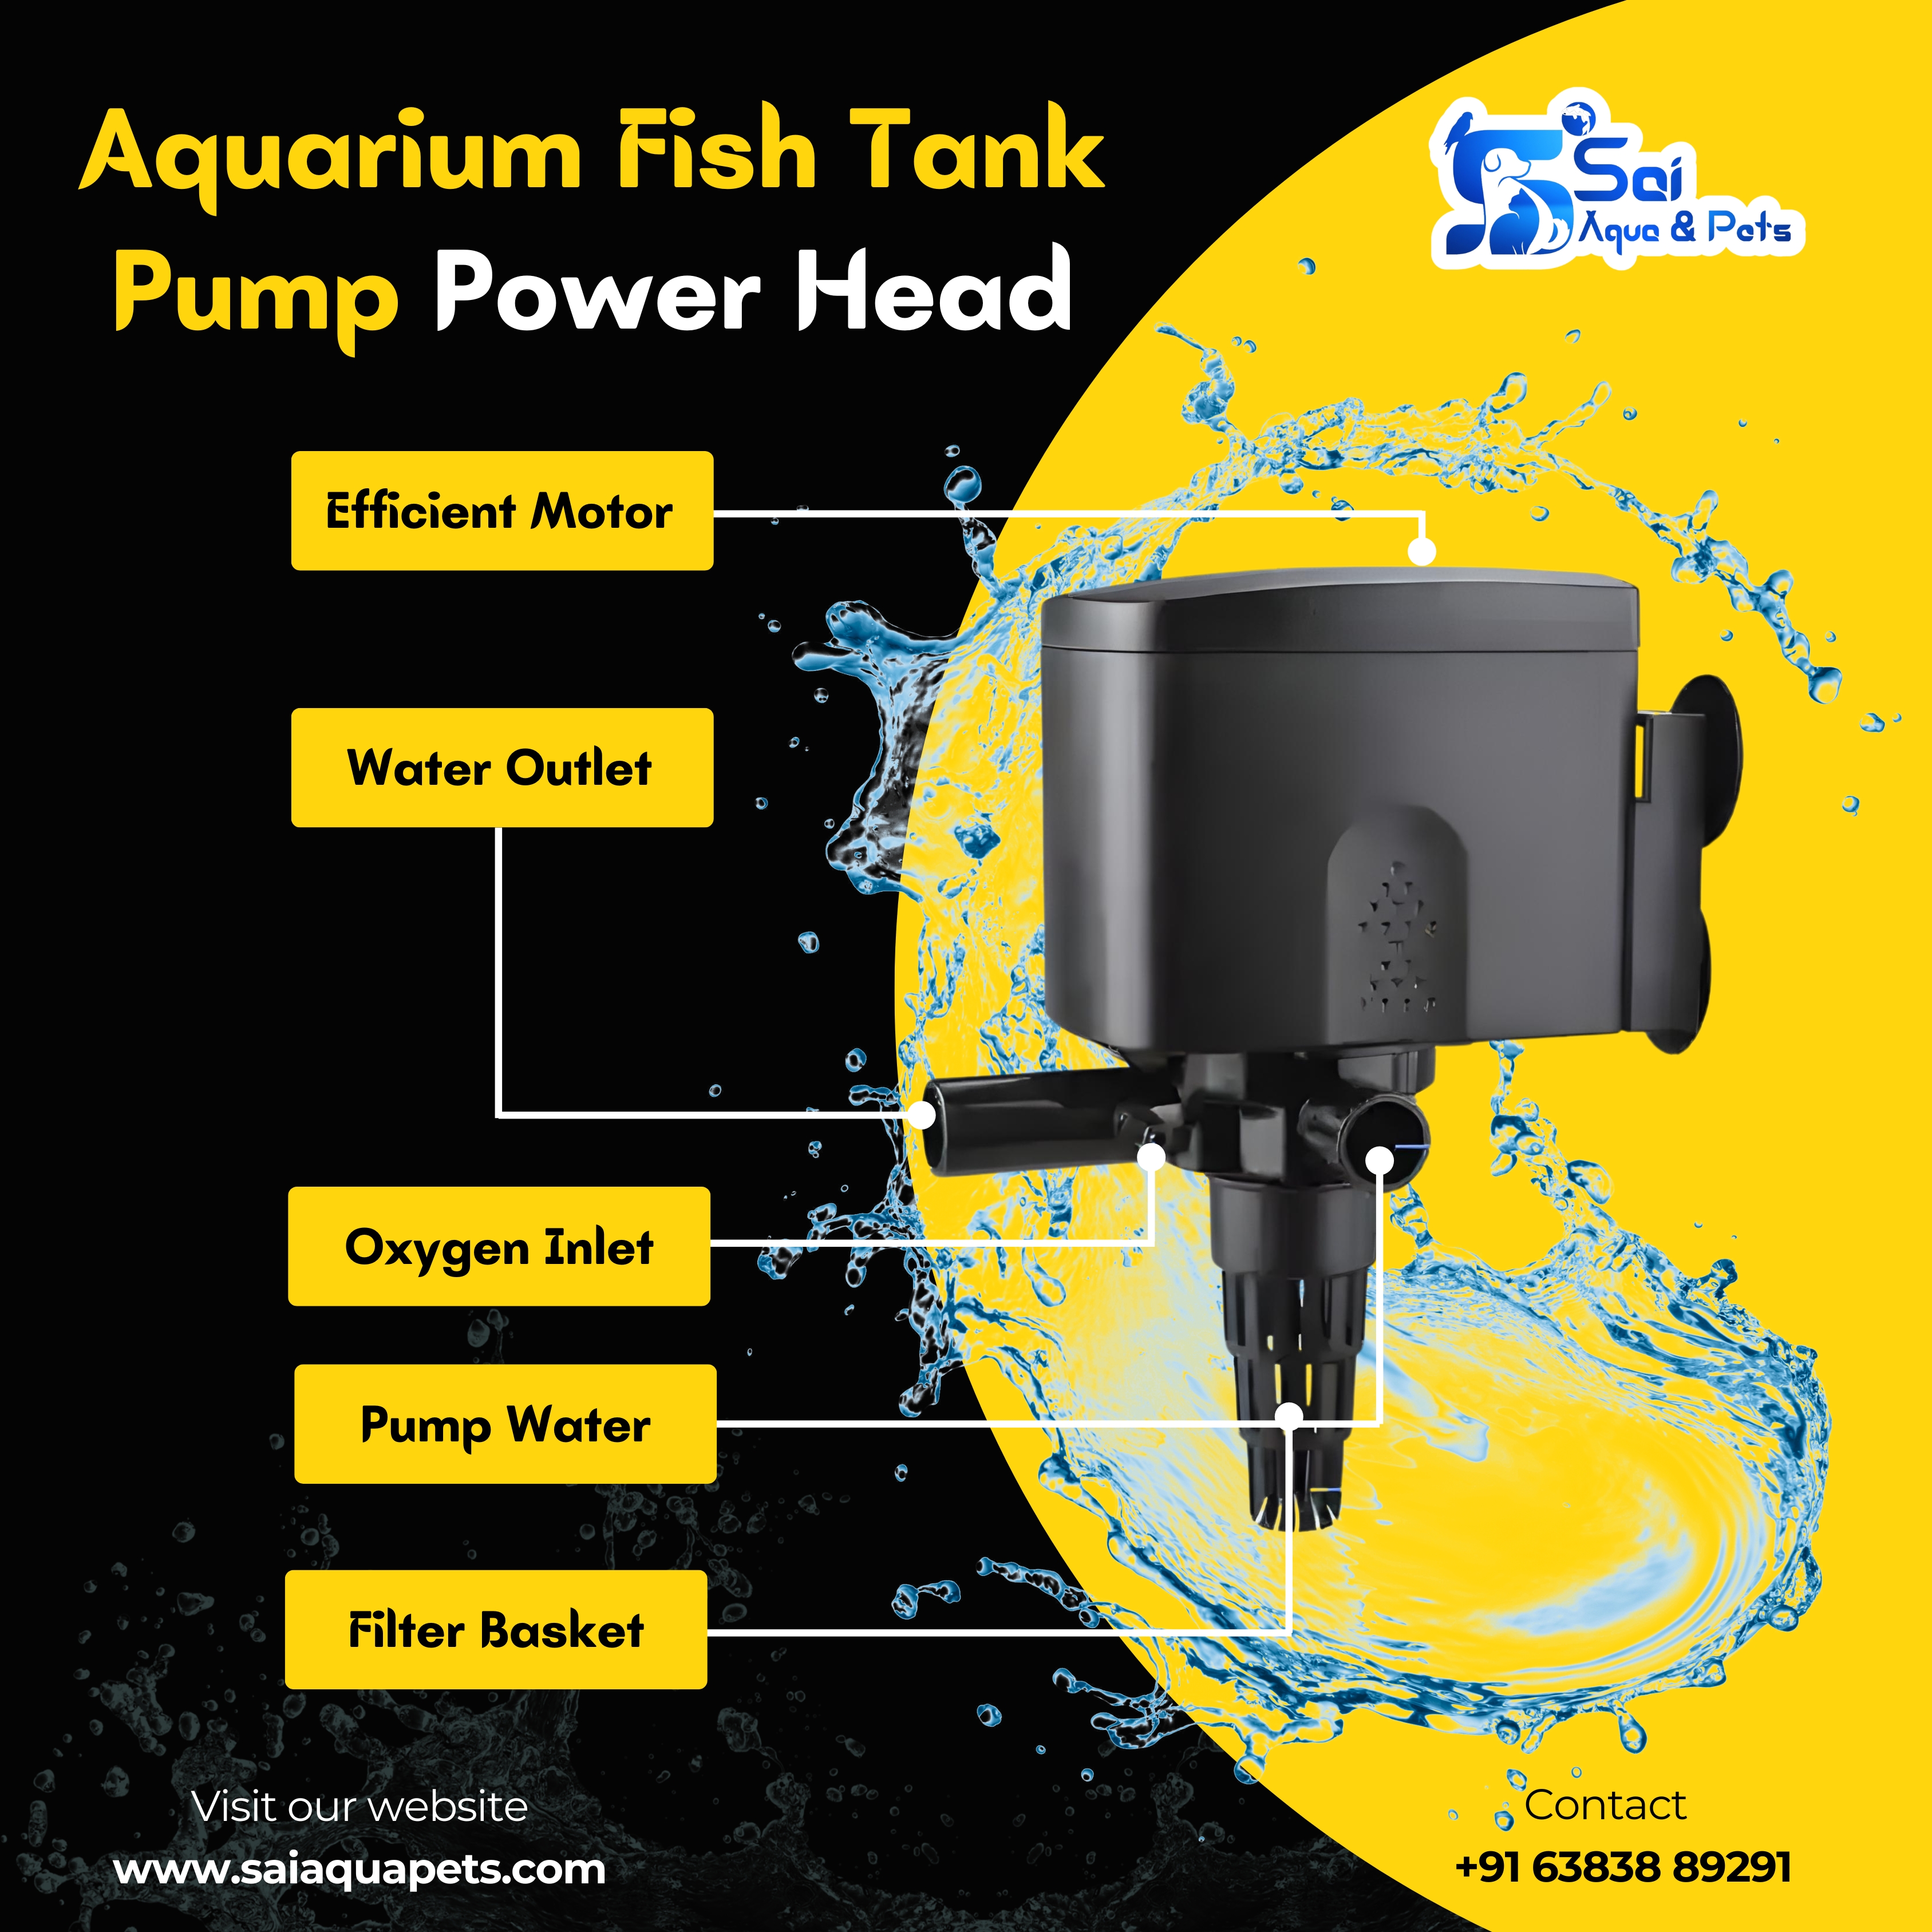 Aquarium Fish Tank
Pump Power Head
Sai
Aqua & Pets
Efficient Motor
Water Outlet
Oxygen Inlet
Pump Water
Filter Basket
Visit our website
www.saiaquapets.com
Contact
+91 63838 89291